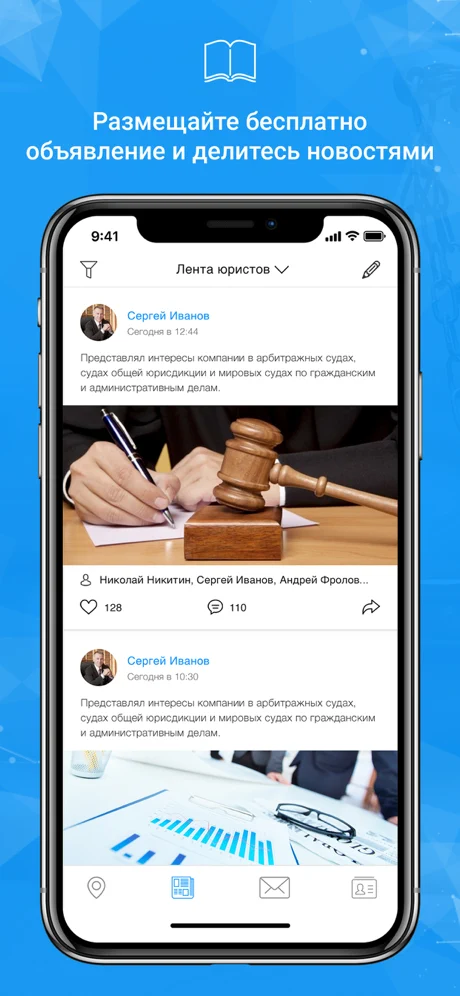 Размещайте бесплатно
объявление и делитесь новостями
9:41
Лента юристов
Сергей Иванов
Сегодня в 12:44
Представлял интересы компании в арбитражных судах,
судах общей юрисдикции и мировых судах по гражданским
и административным делам.
Николай Никитин, Сергей Иванов, Андрей Фролов...
128 110
Сергей Иванов
Сегодня в 10:30
Представлял интересы компании в арбитражных судах,
судах общей юрисдикции и мировых судах по гражданским
и административным делам.